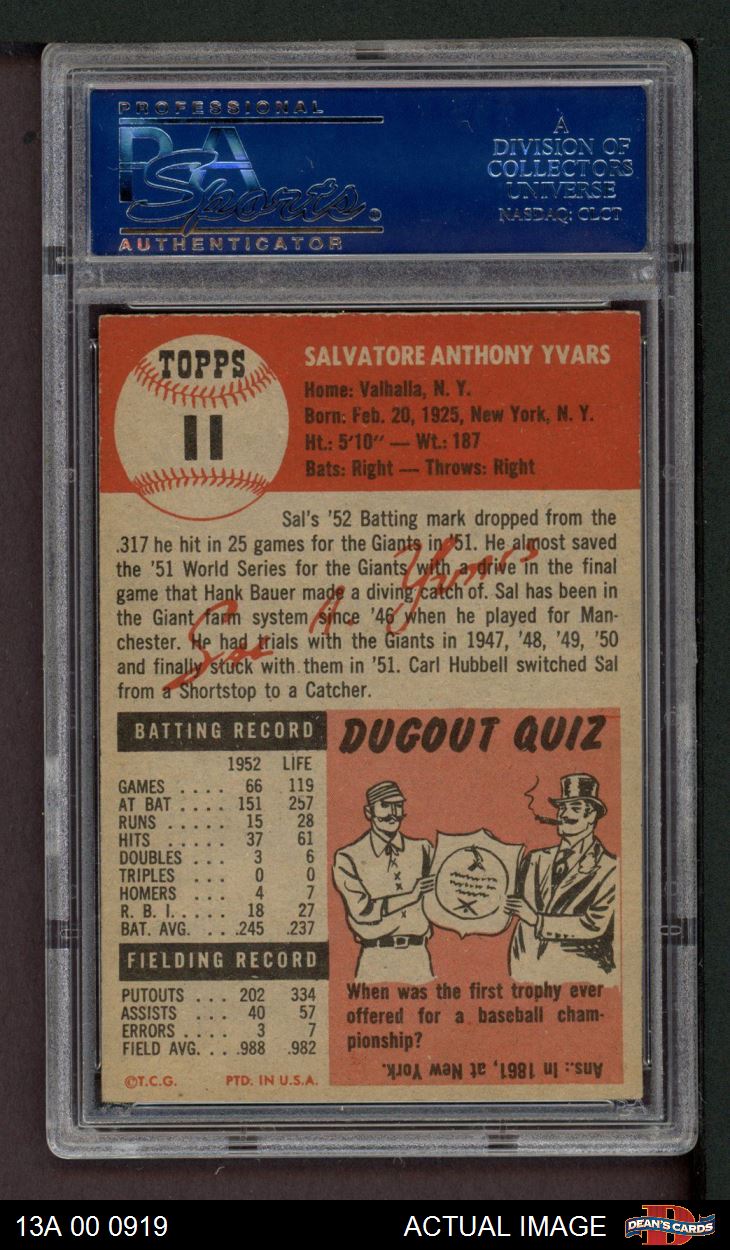 PROFESSIONAL
PSA
Sports
AUTHENTICATOR
A
DIVISION OF
COLLECTORS
UNIVERSE
NASDAQ: CLCT
TOPPS
11
SALVATORE ANTHONY YVARS
Home: Valhalla, N. Y.
Born: Feb. 20, 1925, New York, N. Y.
Ht.: 5'10" — Wt.: 187
Bats: Right — Throws: Right
Sal's '52 Batting mark dropped from the
.317 he hit in 25 games for the Giants in '51. He almost saved
the '51 World Series for the Giants with a drive in the final
game that Hank Bauer made a diving catch of. Sal has been in
the Giant farm system since '46 when he played for Man-
chester. He had trials with the Giants in 1947, '48, '49, '50
and finally stuck with them in '51. Carl Hubbell switched Sal
from a Shortstop to a Catcher.
Sal A. Yvars
BATTING RECORD
1952 LIFE
GAMES . . . . 66 119
AT BAT . . . . 151 257
RUNS . . . . . 15 28
HITS . . . . . 37 61
DOUBLES . . . 3 6
TRIPLES . . . 0 0
HOMERS . . . 4 7
R. B. I. . . . . 18 27
BAT. AVG. . . .245 .237
FIELDING RECORD
PUTOUTS . . . 202 334
ASSISTS . . . 40 57
ERRORS . . . . 3 7
FIELD AVG. . . .988 .982
©T.C.G. PTD. IN U.S.A.
DUGOUT QUIZ
When was the first trophy ever
offered for a baseball cham-
pionship?
Ans.: In 1861, at New York.
13A 00 0919
ACTUAL IMAGE
D
DEAN'S CARDS